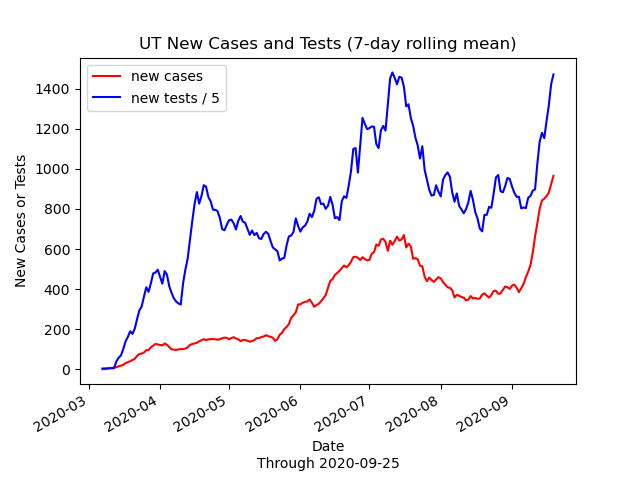 UT New Cases and Tests (7-day rolling mean)
new cases
new tests / 5
New Cases or Tests
1400
1200
1000
800
600
400
200
0
2020-03
2020-04
2020-05
2020-06
2020-07
2020-08
2020-09
Date
Through 2020-09-25